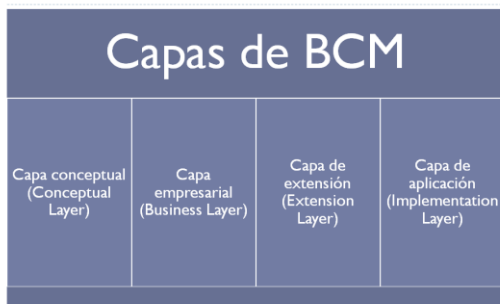 Capas de BCM
Capa conceptual
(Conceptual
Layer)
Capa
empresarial
(Business Layer)
Capa de
extensión
(Extension
Layer)
Capa de
aplicación
(Implementation
Layer)